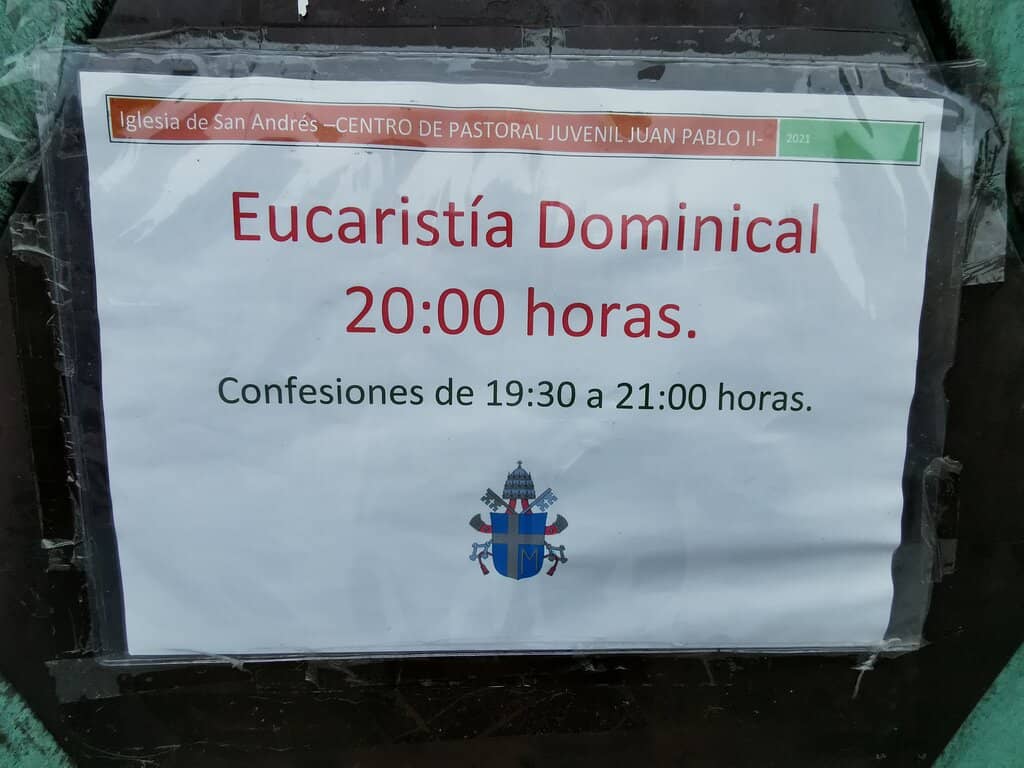 Iglesia de San Andrés –CENTRO DE PASTORAL JUVENIL JUAN PABLO II- 2021
Eucaristía Dominical
20:00 horas.
Confesiones de 19:30 a 21:00 horas.
M